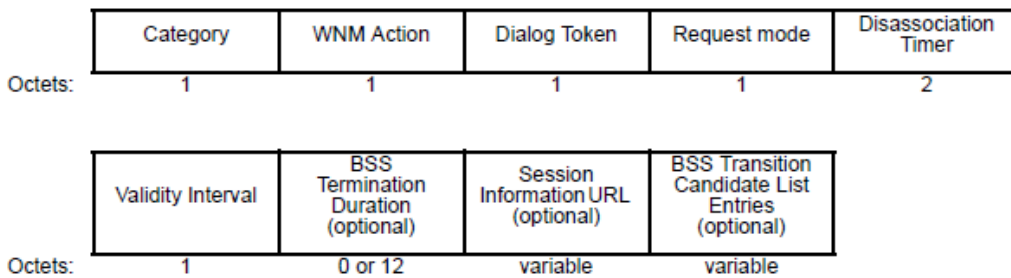 Category WNM Action Dialog Token Request mode Disassociation Timer
Octets: 1 1 1 1 2
Validity Interval BSS Termination Duration (optional) Session Information URL (optional) BSS Transition Candidate List Entries (optional)
Octets: 1 0 or 12 variable variable